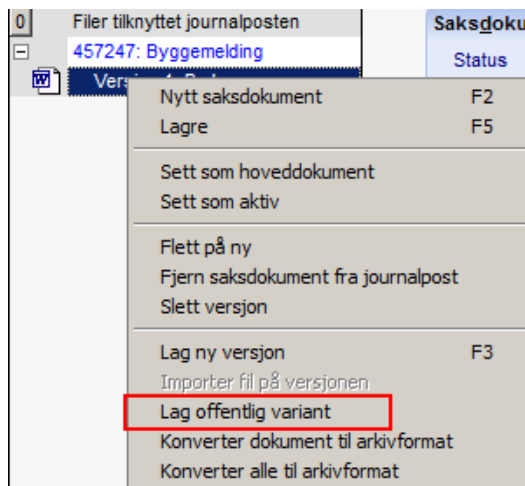 0 Filer tilknyttet journalposten
Saksdoku
457247: Byggemelding
Status
Nytt saksdokument F2
Lagre F5
Sett som hoveddokument
Sett som aktiv
Flett på ny
Fjern saksdokument fra journalpost
Slett versjon
Lag ny versjon F3
Importer fil på versjonen
Lag offentlig variant
Konverter dokument til arkivformat
Konverter alle til arkivformat